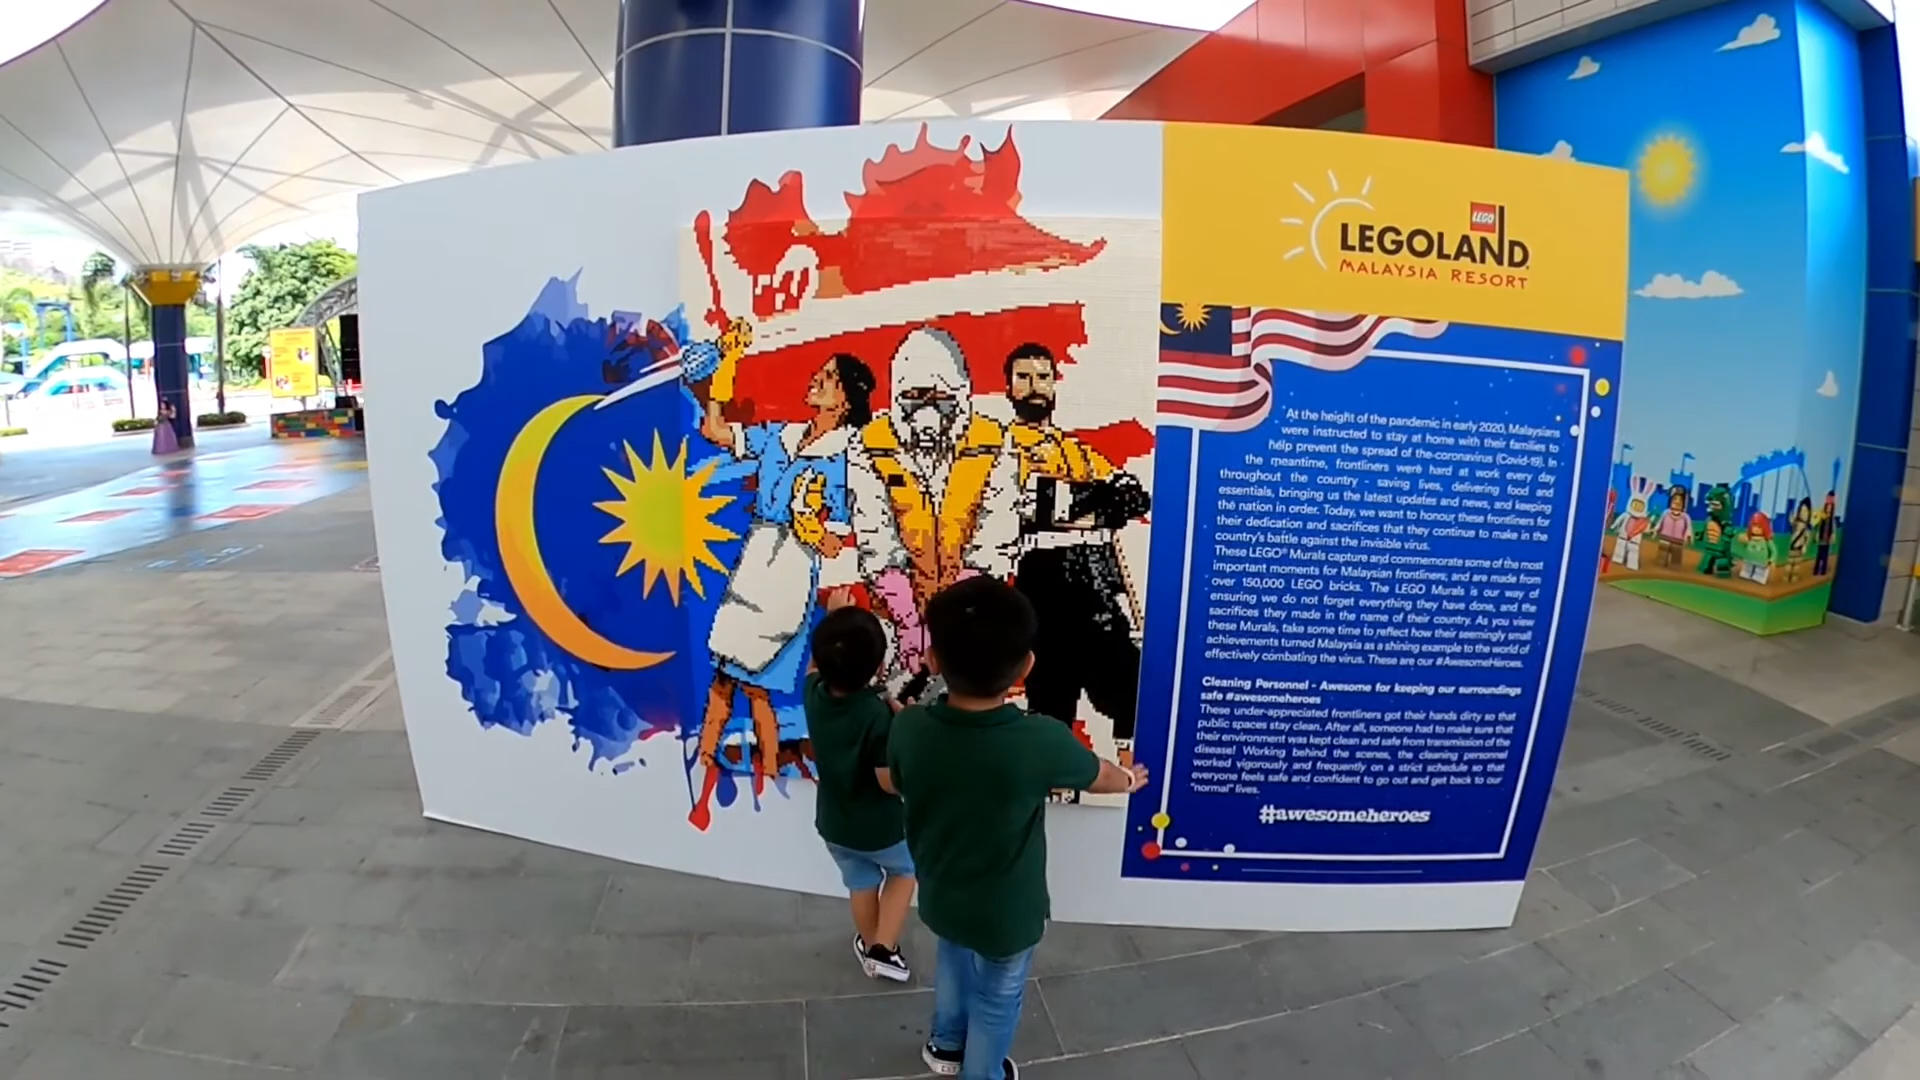 LEGO
LEGOLAND
MALAYSIA RESORT
At the height of the pandemic in early 2020, Malaysians
were instructed to stay at home with their families to
help prevent the spread of the coronavirus (Covid-19). In
the meantime, frontliners were hard at work every day
throughout the country - saving lives, delivering food and
essentials, bringing us the latest updates and news, and keeping
the nation in order. Today, we want to honour these frontliners for
their dedication and sacrifices that they continue to make in the
country's battle against the invisible virus.
These LEGO® Murals capture and commemorate some of the most
important moments for Malaysian frontliners; and are made from
over 150,000 LEGO bricks. The LEGO Murals is our way of
ensuring we do not forget everything they have done, and the
sacrifices they made in the name of their country. As you view
these Murals, take some time to reflect how their seemingly small
achievements turned Malaysia as a shining example to the world of
effectively combating the virus. These are our #AwesomeHeroes.
Cleaning Personnel - Awesome for keeping our surroundings
safe #awesomeheroes
These under-appreciated frontliners got their hands dirty so that
public spaces stay clean. After all, someone had to make sure that
their environment was kept clean and safe from transmission of the
disease! Working behind the scenes, the cleaning personnel
worked vigorously and frequently on a strict schedule so that
everyone feels safe and confident to go out and get back to our
"normal" lives.
#awesomeheroes